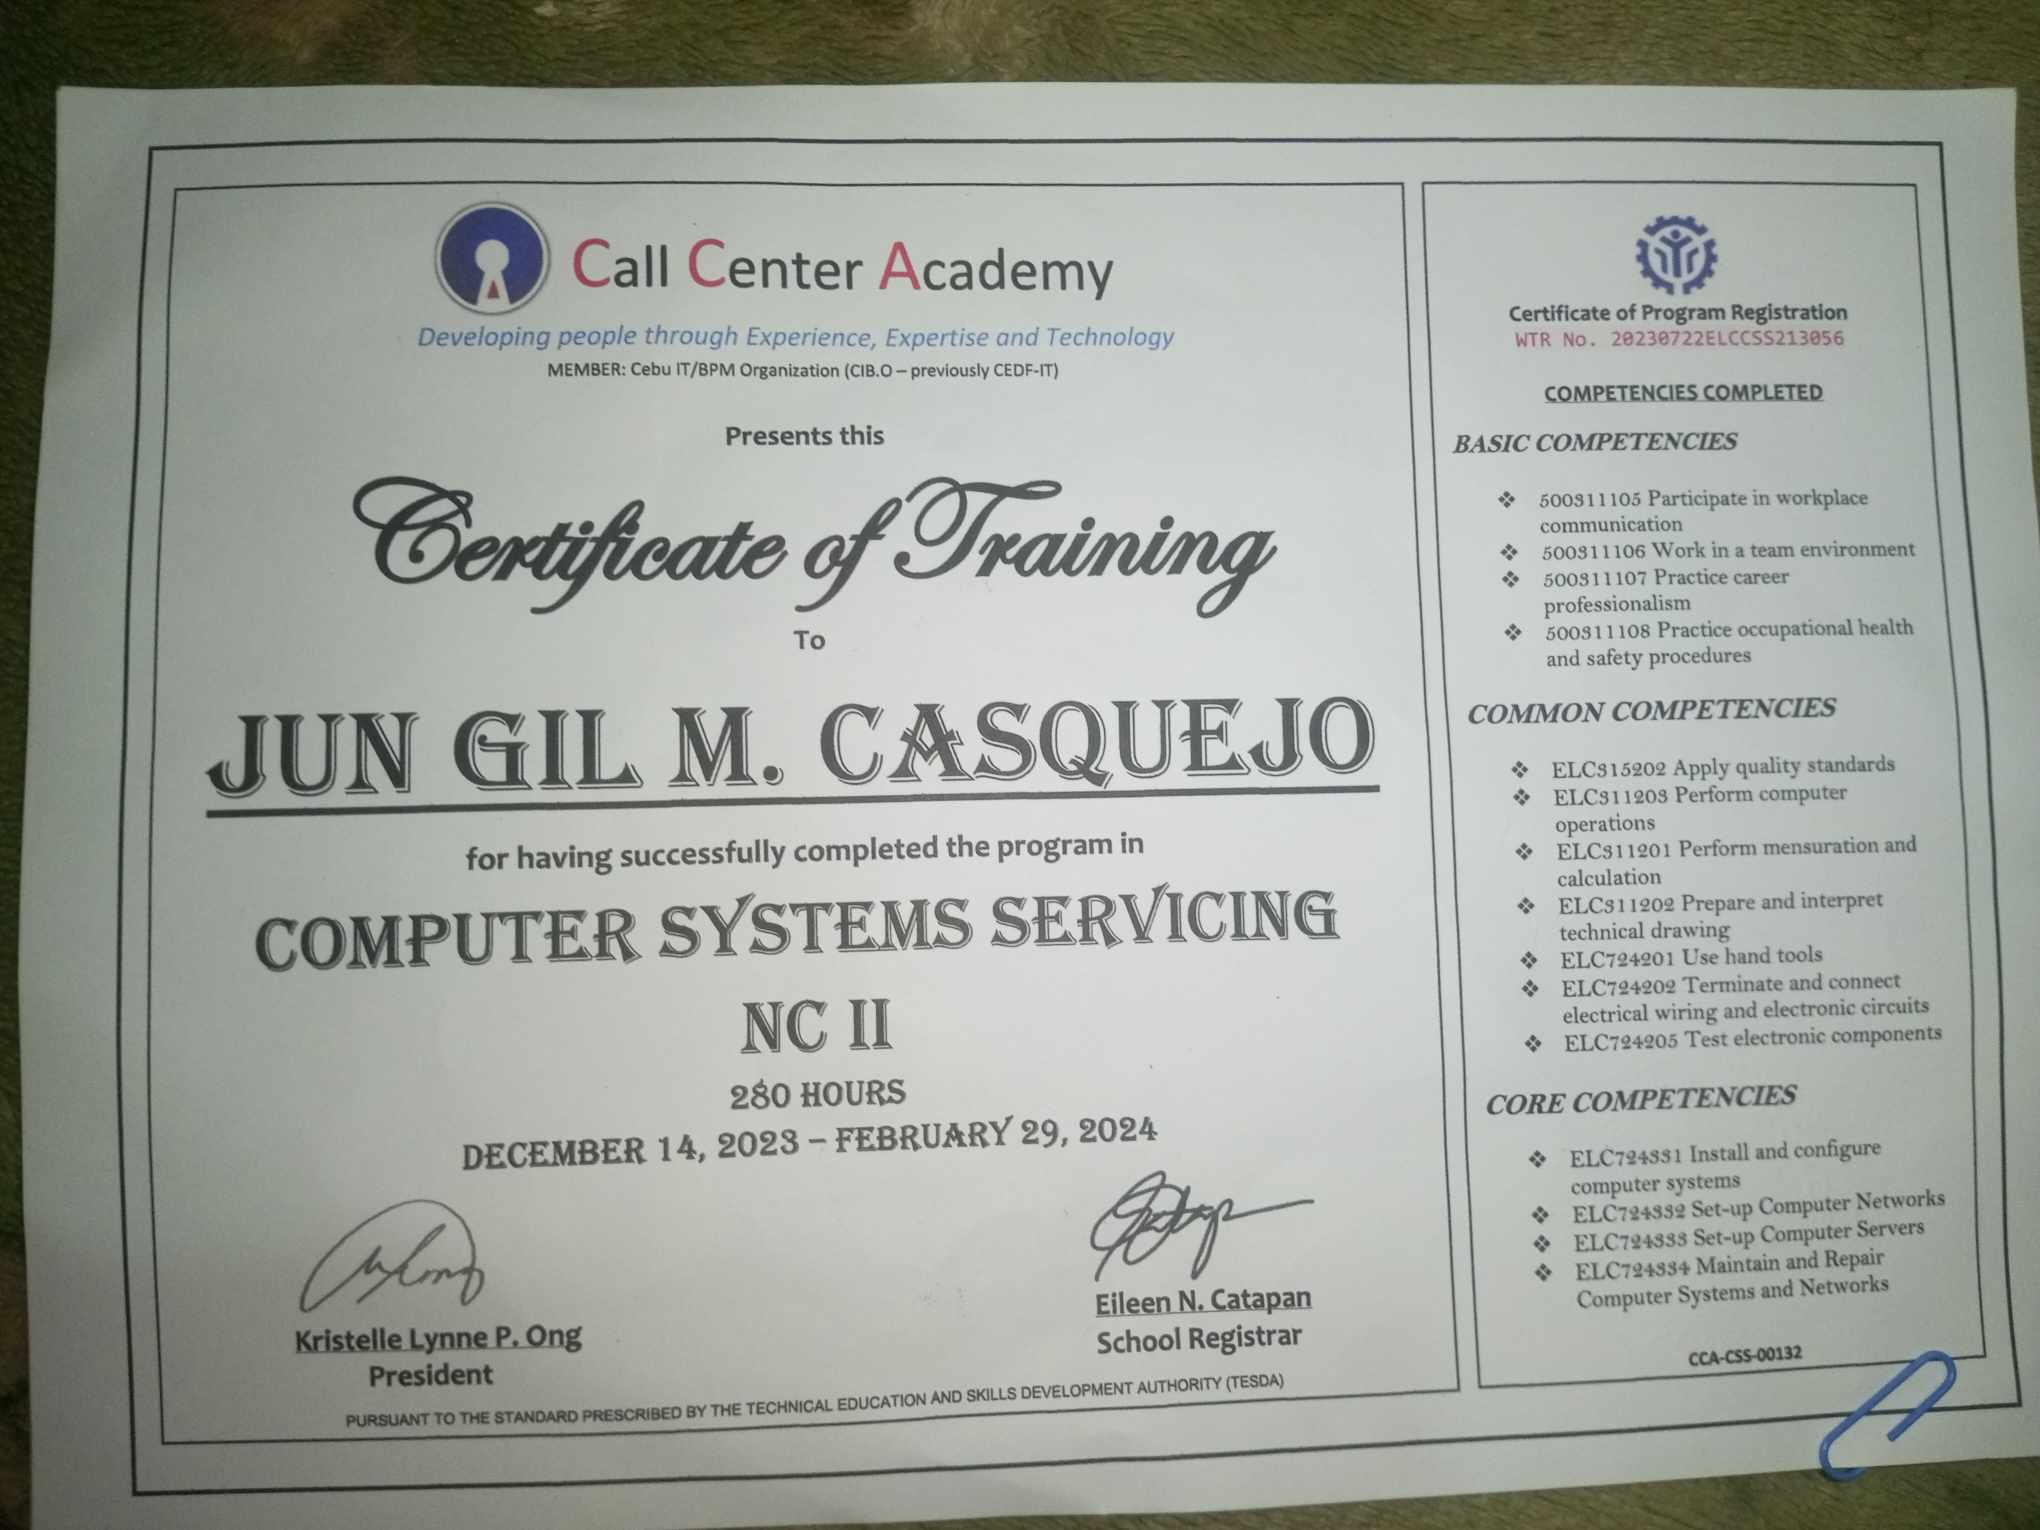 Call Center Academy
Developing people through Experience, Expertise and Technology
MEMBER: Cebu IT/BPM Organization (CIB.O – previously CEDF-IT)
Presents this
Certificate of Training
To
JUN GIL M. CASQUEJO
for having successfully completed the program in
COMPUTER SYSTEMS SERVICING
NC II
280 HOURS
DECEMBER 14, 2023 – FEBRUARY 29, 2024
Kristelle Lynne P. Ong
President
Eileen N. Catapan
School Registrar
PURSUANT TO THE STANDARD PRESCRIBED BY THE TECHNICAL EDUCATION AND SKILLS DEVELOPMENT AUTHORITY (TESDA)
Certificate of Program Registration
WTR No. 20230722ELCCSS213056
COMPETENCIES COMPLETED
BASIC COMPETENCIES
❖ 500311105 Participate in workplace
communication
❖ 500311106 Work in a team environment
❖ 500311107 Practice career
professionalism
❖ 500311108 Practice occupational health
and safety procedures
COMMON COMPETENCIES
❖ ELC315202 Apply quality standards
❖ ELC311203 Perform computer
operations
❖ ELC311201 Perform mensuration and
calculation
❖ ELC311202 Prepare and interpret
technical drawing
❖ ELC724201 Use hand tools
❖ ELC724202 Terminate and connect
electrical wiring and electronic circuits
❖ ELC724205 Test electronic components
CORE COMPETENCIES
❖ ELC724331 Install and configure
computer systems
❖ ELC724332 Set-up Computer Networks
❖ ELC724333 Set-up Computer Servers
❖ ELC724334 Maintain and Repair
Computer Systems and Networks
CCA-CSS-00132